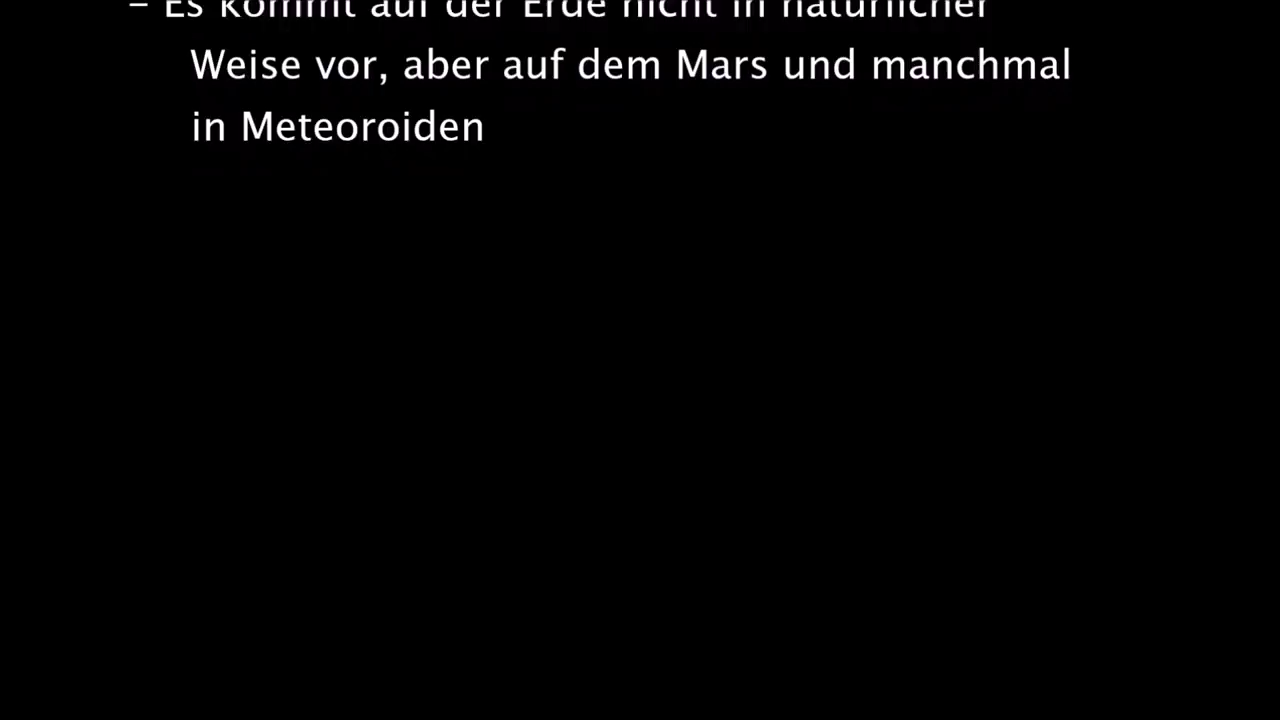 – Es kommt auf der Erde nicht in natürlicher
Weise vor, aber auf dem Mars und manchmal
in Meteoroiden